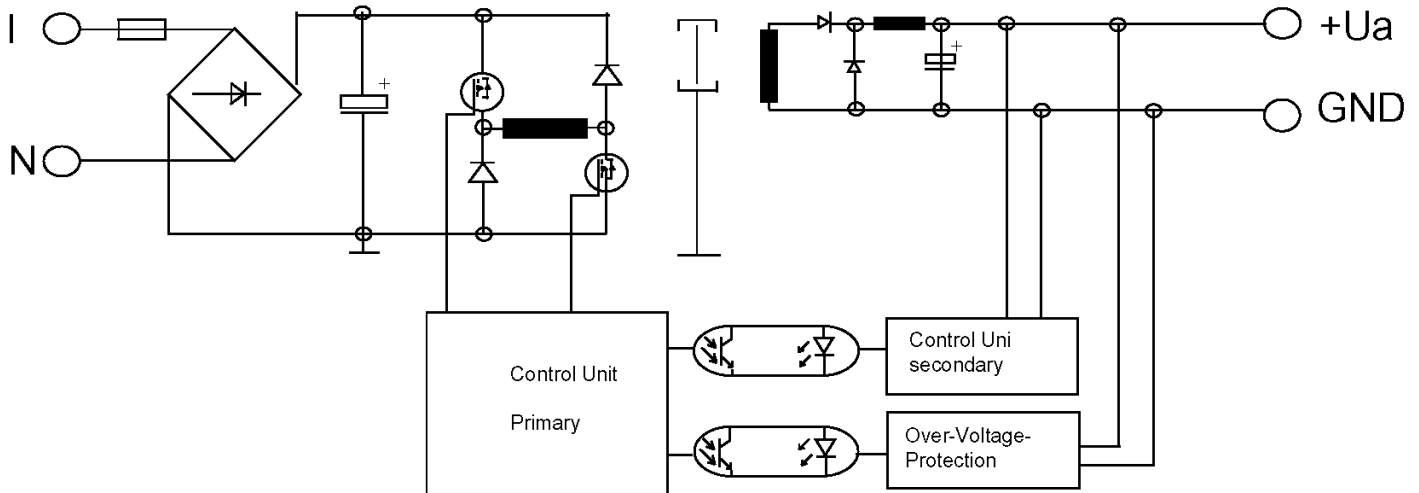 I
+Ua
GND
N
Control Unit
Primary
Control Uni
secondary
Over-Voltage-
Protection